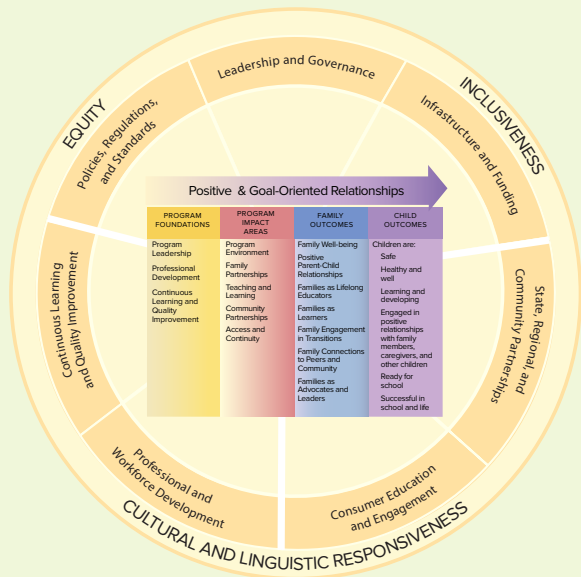 EQUITY
INCLUSIVENESS
CULTURAL AND LINGUISTIC RESPONSIVENESS
Leadership and Governance
Infrastructure and Funding
State, Regional, and
Community Partnerships
Consumer Education
and Engagement
Professional and
Workforce Development
Continuous Learning
and Quality Improvement
Policies, Regulations,
and Standards
Positive & Goal-Oriented Relationships
PROGRAM
FOUNDATIONS
Program
Leadership
Professional
Development
Continuous
Learning and
Quality
Improvement
PROGRAM
IMPACT
AREAS
Program
Environment
Family
Partnerships
Teaching and
Learning
Community
Partnerships
Access and
Continuity
FAMILY
OUTCOMES
Family Well-being
Positive
Parent-Child
Relationships
Families as Lifelong
Educators
Families as
Learners
Family Engagement
in Transitions
Family Connections
to Peers and
Community
Families as
Advocates and
Leaders
CHILD
OUTCOMES
Children are:
Safe
Healthy and
well
Learning and
developing
Engaged in
positive
relationships
with family
members,
caregivers, and
other children
Ready for
school
Successful in
school and life